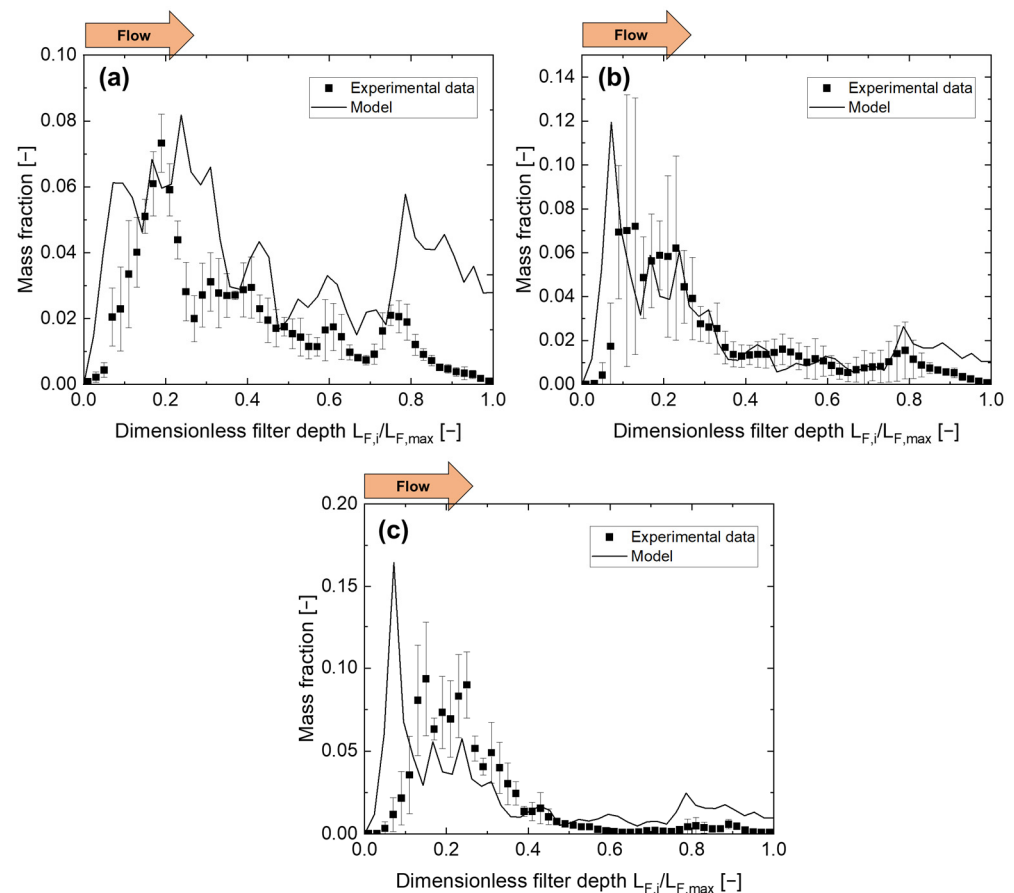 Flow
(a)
Experimental data
Model
Mass fraction [−]
0.10
0.08
0.06
0.04
0.02
0.00
0.0 0.2 0.4 0.6 0.8 1.0
Dimensionless filter depth L_F,i/L_F,max [−]
Flow
(b)
Experimental data
Model
Mass fraction [−]
0.14
0.12
0.10
0.08
0.06
0.04
0.02
0.00
0.0 0.2 0.4 0.6 0.8 1.0
Dimensionless filter depth L_F,i/L_F,max [−]
Flow
(c)
Experimental data
Model
Mass fraction [−]
0.20
0.15
0.10
0.05
0.00
0.0 0.2 0.4 0.6 0.8 1.0
Dimensionless filter depth L_F,i/L_F,max [−]